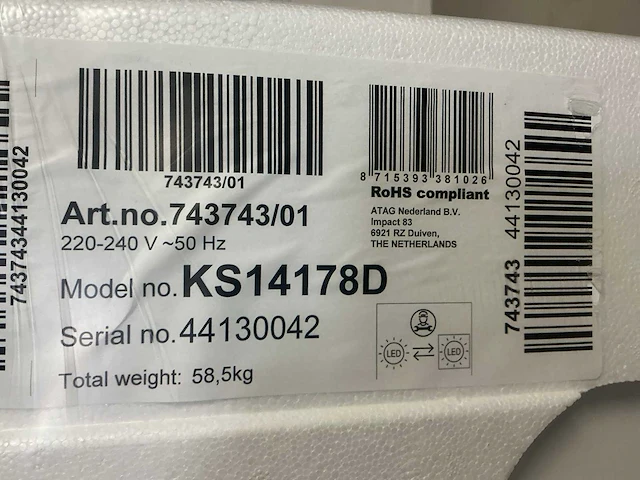 743743/01
8 715393 381026
RoHS compliant
Art.no.743743/01
220-240 V ~50 Hz
ATAG Nederland B.V.
Impact 83
6921 RZ Duiven,
THE NETHERLANDS
Model no.KS14178D
Serial no.44130042
Total weight: 58,5kg
LED
LED
74374344130042
743743 44130042